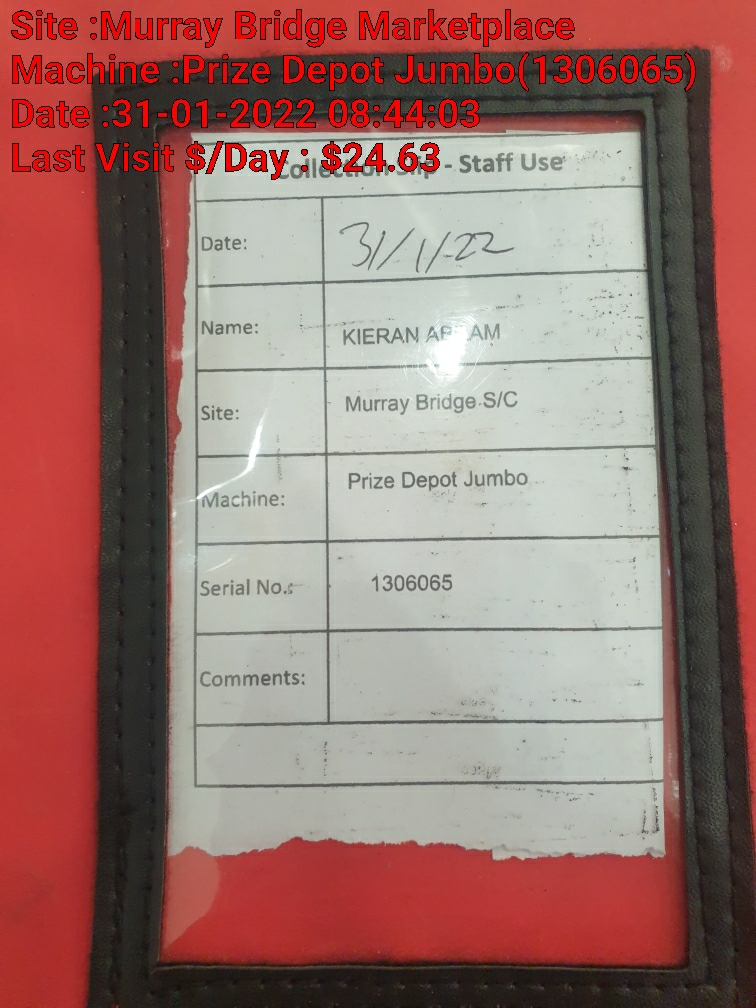 Site :Murray Bridge Marketplace
Machine :Prize Depot Jumbo(1306065)
Date :31-01-2022 08:44:03
Last Visit $/Day : $24.63
Collection Slip - Staff Use
Date: 31/1/22
Name: KIERAN
Site: Murray Bridge S/C
Machine: Prize Depot Jumbo
Serial No.: 1306065
Comments: